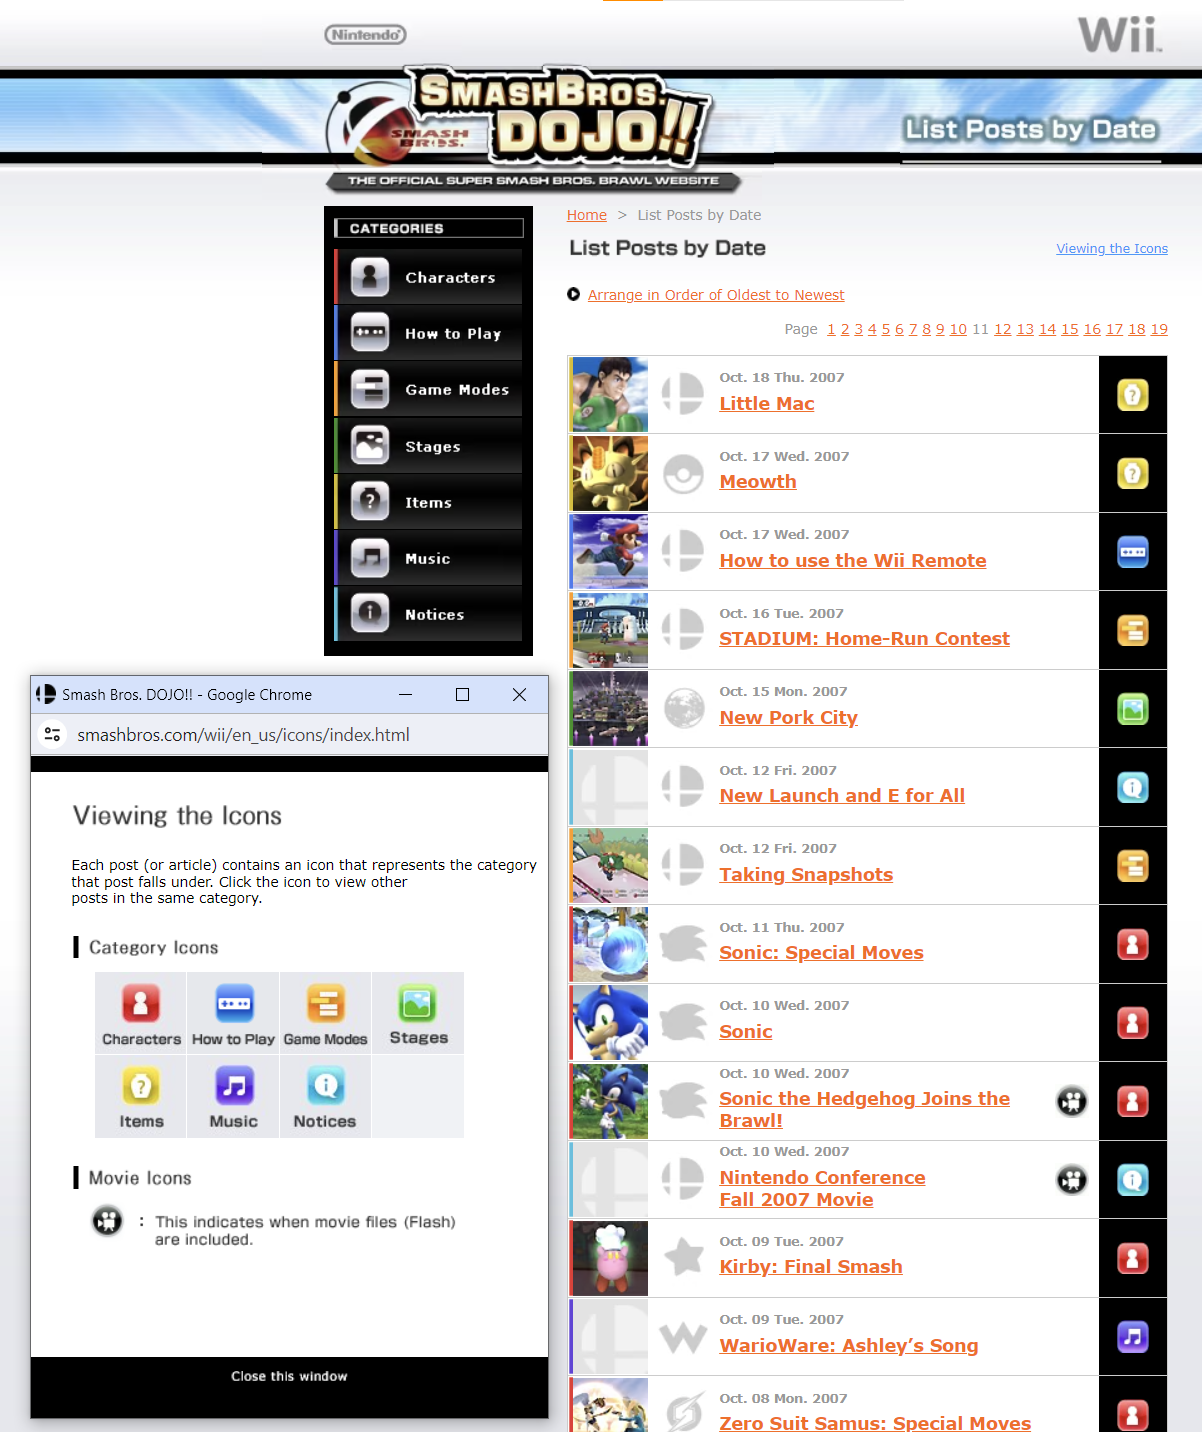 Nintendo
Wii
SMASH BROS.
SMASHBROS.
DOJO!!
THE OFFICIAL SUPER SMASH BROS. BRAWL WEBSITE
List Posts by Date
CATEGORIES
Characters
How to Play
Game Modes
Stages
Items
Music
Notices
Home > List Posts by Date
List Posts by Date
Viewing the Icons
Arrange in Order of Oldest to Newest
Page 1 2 3 4 5 6 7 8 9 10 11 12 13 14 15 16 17 18 19
Oct. 18 Thu. 2007
Little Mac
Oct. 17 Wed. 2007
Meowth
Oct. 17 Wed. 2007
How to use the Wii Remote
Oct. 16 Tue. 2007
STADIUM: Home-Run Contest
Oct. 15 Mon. 2007
New Pork City
Oct. 12 Fri. 2007
New Launch and E for All
Oct. 12 Fri. 2007
Taking Snapshots
Oct. 11 Thu. 2007
Sonic: Special Moves
Oct. 10 Wed. 2007
Sonic
Oct. 10 Wed. 2007
Sonic the Hedgehog Joins the
Brawl!
Oct. 10 Wed. 2007
Nintendo Conference
Fall 2007 Movie
Oct. 09 Tue. 2007
Kirby: Final Smash
Oct. 09 Tue. 2007
WarioWare: Ashley’s Song
Oct. 08 Mon. 2007
Zero Suit Samus: Special Moves
Smash Bros. DOJO!! - Google Chrome
smashbros.com/wii/en_us/icons/index.html
Viewing the Icons
Each post (or article) contains an icon that represents the category
that post falls under. Click the icon to view other
posts in the same category.
Category Icons
Characters
How to Play
Game Modes
Stages
Items
Music
Notices
Movie Icons
: This indicates when movie files (Flash)
are included.
Close this window